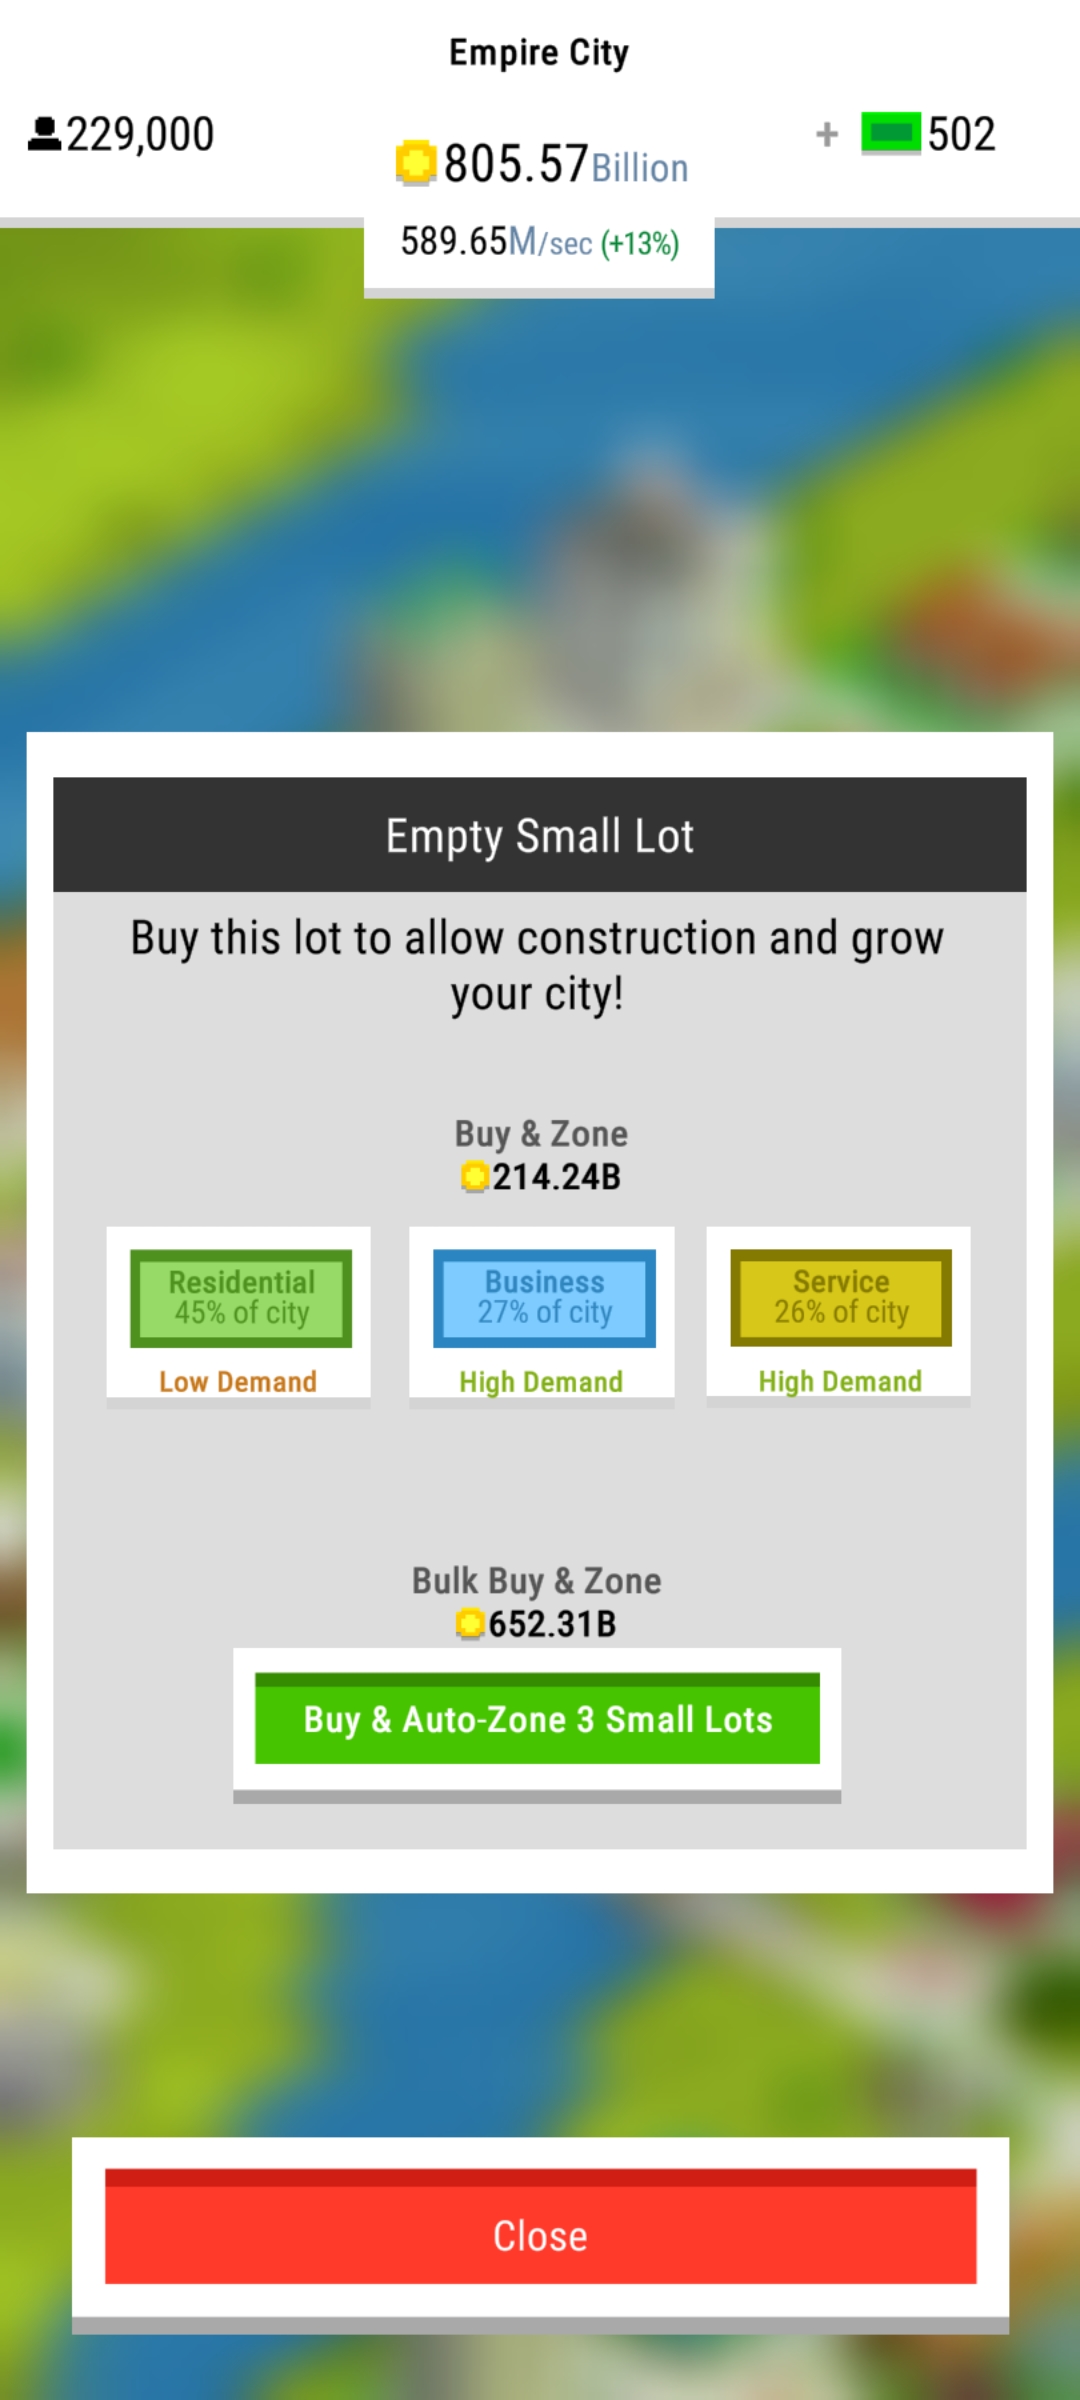 Empire City
229,000
805.57Billion
+ 502
589.65M/sec (+13%)
Empty Small Lot
Buy this lot to allow construction and grow
your city!
Buy & Zone
214.24B
Residential
45% of city
Low Demand
Business
27% of city
High Demand
Service
26% of city
High Demand
Bulk Buy & Zone
652.31B
Buy & Auto-Zone 3 Small Lots
Close